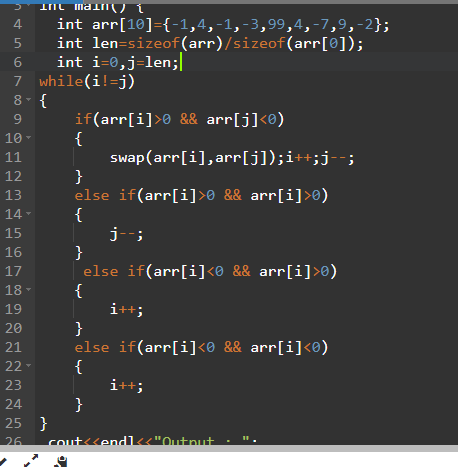 int main() {
4 int arr[10]={-1,4,-1,-3,99,4,-7,9,-2};
5 int len=sizeof(arr)/sizeof(arr[0]);
6 int i=0,j=len;
7 while(i!=j)
8 {
9 if(arr[i]>0 && arr[j]<0)
10 {
11 swap(arr[i],arr[j]);i++;j--;
12 }
13 else if(arr[i]>0 && arr[i]>0)
14 {
15 j--;
16 }
17 else if(arr[i]<0 && arr[i]>0)
18 {
19 i++;
20 }
21 else if(arr[i]<0 && arr[i]<0)
22 {
23 i++;
24 }
25 }
26 cout<<endl<<"Output : ";